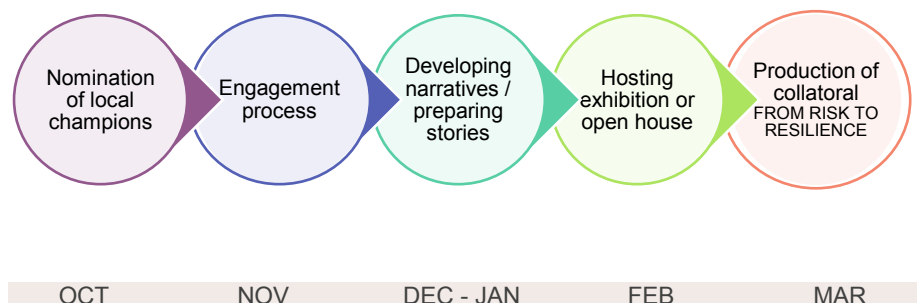 Nomination
of local
champions
Engagement
process
Developing
narratives /
preparing
stories
Hosting
exhibition or
open house
Production of
collatoral
FROM RISK TO
RESILIENCE
OCT
NOV
DEC - JAN
FEB
MAR